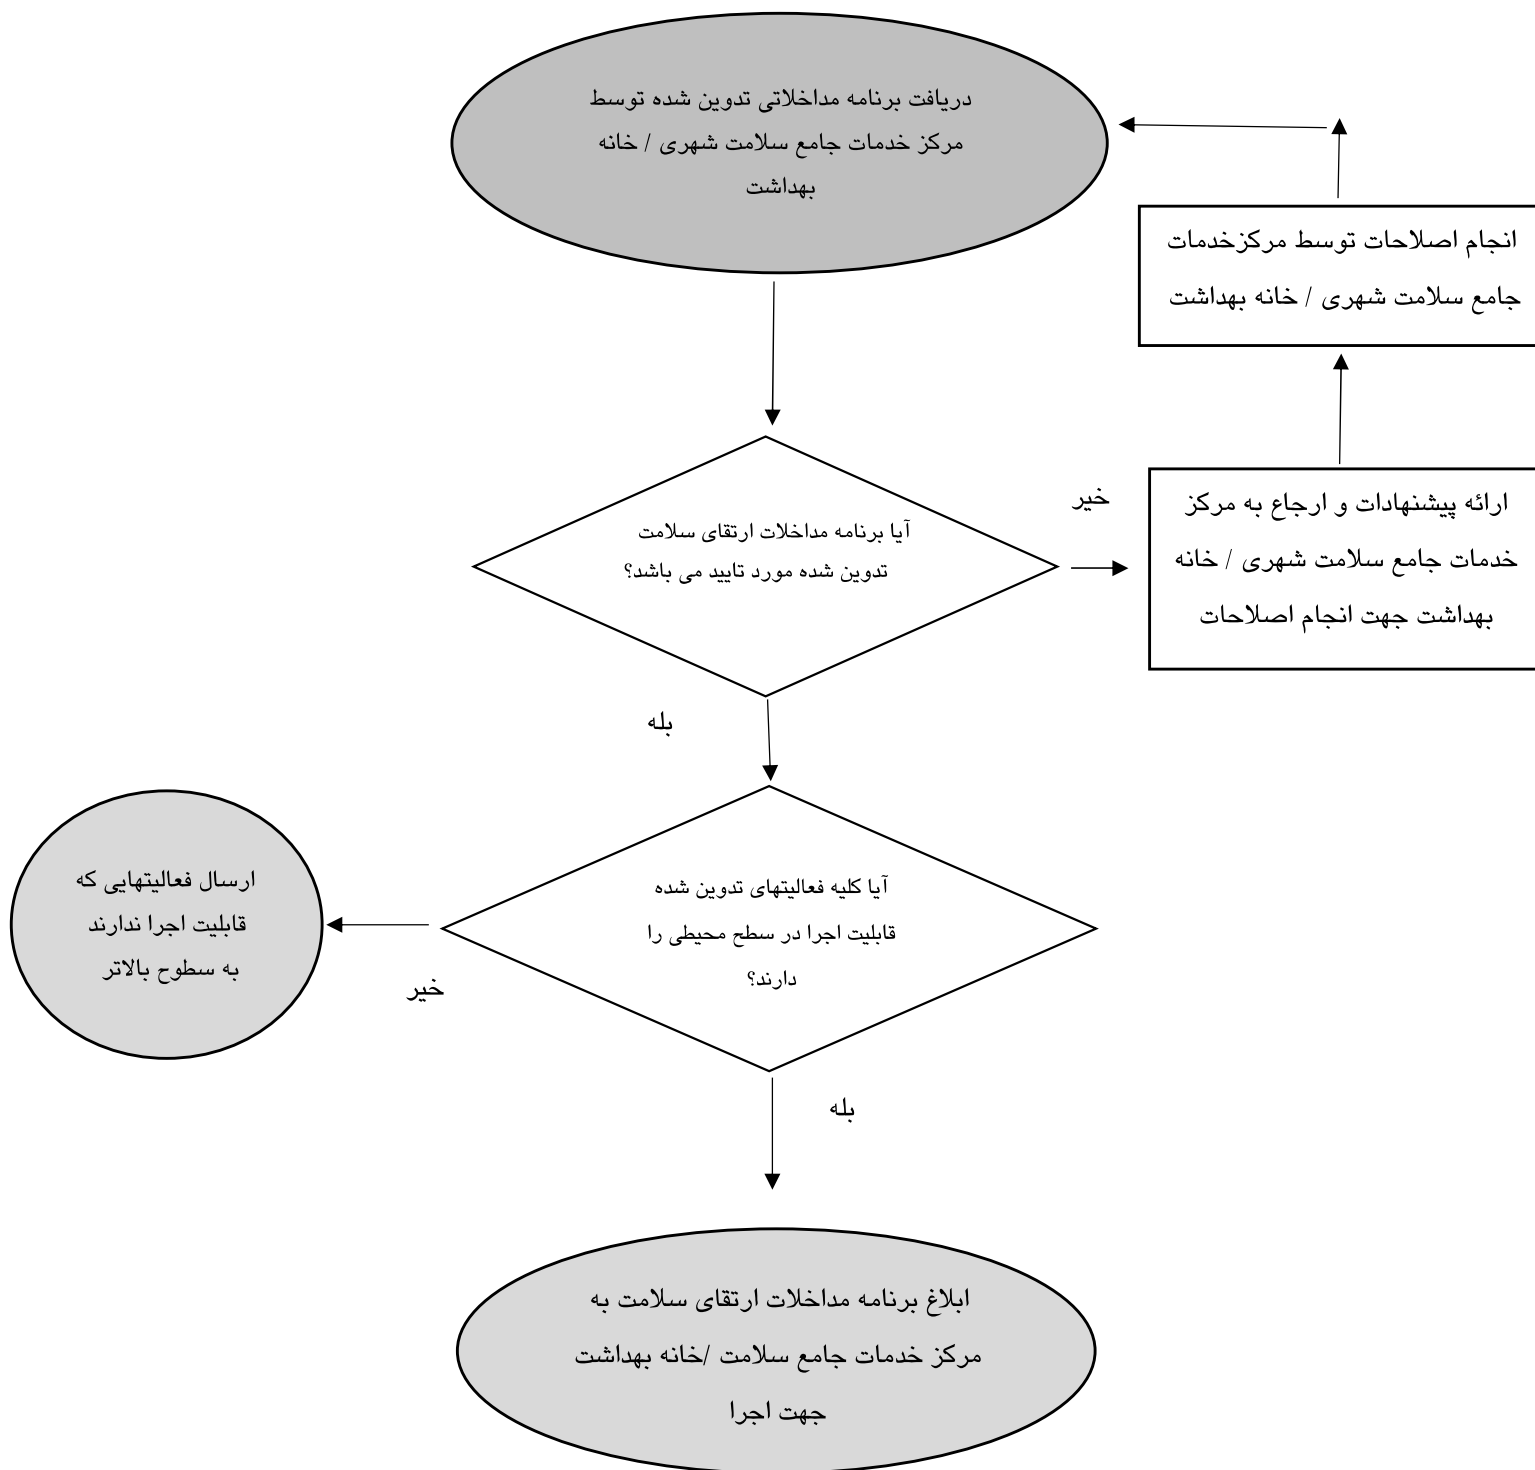 دریافت برنامه مداخلاتی تدوین شده توسط
مرکز خدمات جامع سلامت شهری / خانه
بهداشت
انجام اصلاحات توسط مرکزخدمات
جامع سلامت شهری / خانه بهداشت
آیا برنامه مداخلات ارتقای سلامت
تدوین شده مورد تایید می باشد؟
خیر
ارائه پیشنهادات و ارجاع به مرکز
خدمات جامع سلامت شهری / خانه
بهداشت جهت انجام اصلاحات
بله
آیا کلیه فعالیتهای تدوین شده
قابلیت اجرا در سطح محیطی را
دارند؟
خیر
ارسال فعالیتهایی که
قابلیت اجرا ندارند
به سطوح بالاتر
بله
ابلاغ برنامه مداخلات ارتقای سلامت به
مرکز خدمات جامع سلامت /خانه بهداشت
جهت اجرا